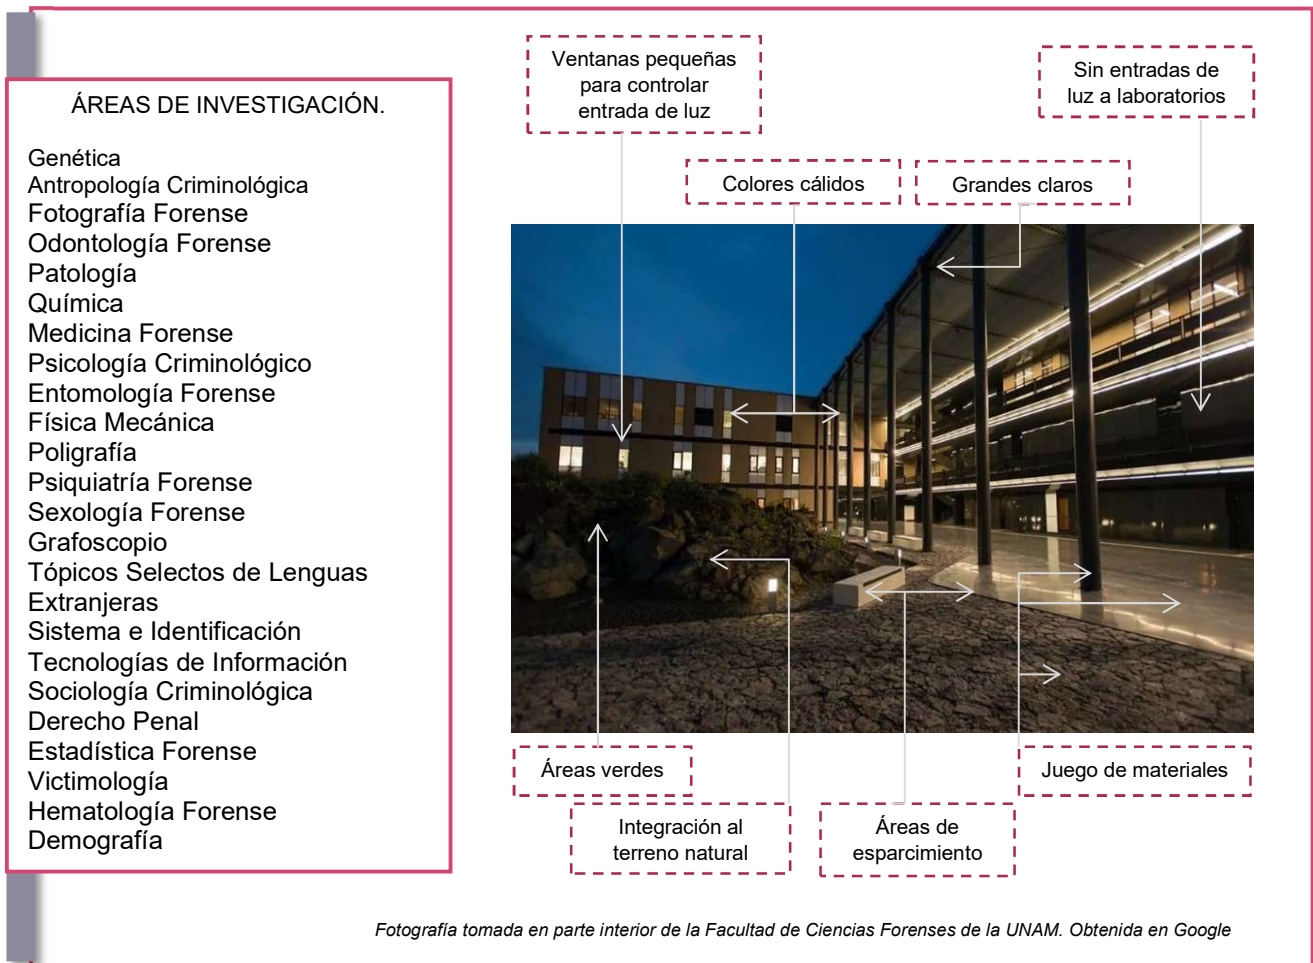 ÁREAS DE INVESTIGACIÓN.
Genética
Antropología Criminológica
Fotografía Forense
Odontología Forense
Patología
Química
Medicina Forense
Psicología Criminológico
Entomología Forense
Física Mecánica
Poligrafía
Psiquiatría Forense
Sexología Forense
Grafoscopio
Tópicos Selectos de Lenguas
Extranjeras
Sistema e Identificación
Tecnologías de Información
Sociología Criminológica
Derecho Penal
Estadística Forense
Victimología
Hematología Forense
Demografía
Ventanas pequeñas
para controlar
entrada de luz
Sin entradas de
luz a laboratorios
Colores cálidos
Grandes claros
Áreas verdes
Juego de materiales
Integración al
terreno natural
Áreas de
esparcimiento
Fotografía tomada en parte interior de la Facultad de Ciencias Forenses de la UNAM. Obtenida en Google